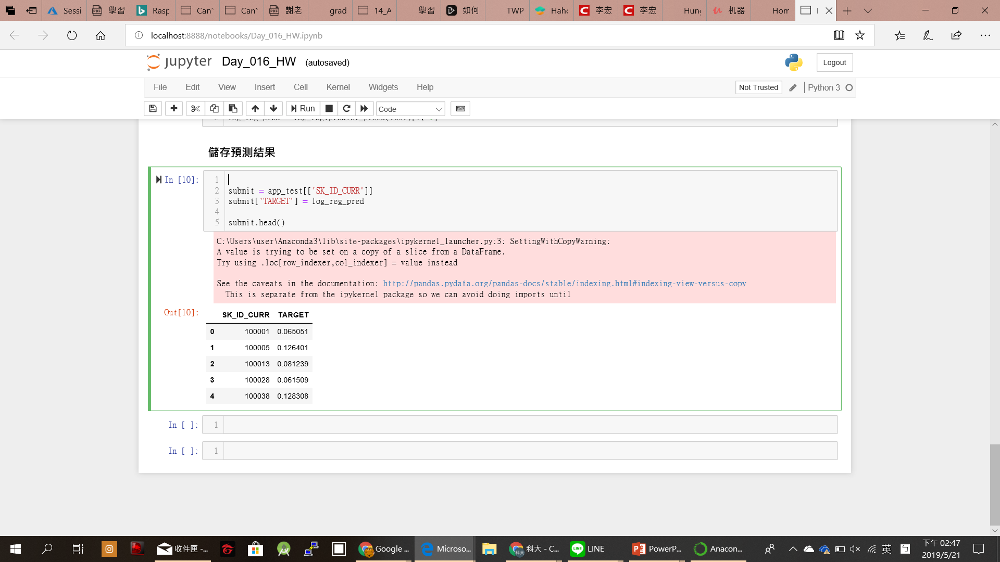 Sessi
學習
Rasp
Can'
Can'
謝老
grad
14_A
學習
如何
TWP
Haho
李宏
李宏
Hung
机器
Hom
localhost:8888/notebooks/Day_016_HW.ipynb
jupyter
Day_016_HW
(autosaved)
Logout
File
Edit
View
Insert
Cell
Kernel
Widgets
Help
Not Trusted
Python 3
Run
Code
儲存預測結果
In [10]:
1
2 submit = app_test[['SK_ID_CURR']]
3 submit['TARGET'] = log_reg_pred
4
5 submit.head()
C:\Users\user\Anaconda3\lib\site-packages\ipykernel_launcher.py:3: SettingWithCopyWarning:
A value is trying to be set on a copy of a slice from a DataFrame.
Try using .loc[row_indexer,col_indexer] = value instead
See the caveats in the documentation: http://pandas.pydata.org/pandas-docs/stable/indexing.html#indexing-view-versus-copy
This is separate from the ipykernel package so we can avoid doing imports until
Out[10]:
SK_ID_CURR TARGET
0 100001 0.065051
1 100005 0.126401
2 100013 0.081239
3 100028 0.061509
4 100038 0.128308
In [ ]: 1
In [ ]: 1
收件匣 -...
Google ...
Microso...
科大 - C...
LINE
PowerP...
Anacon...
英
下午 02:47
2019/5/21